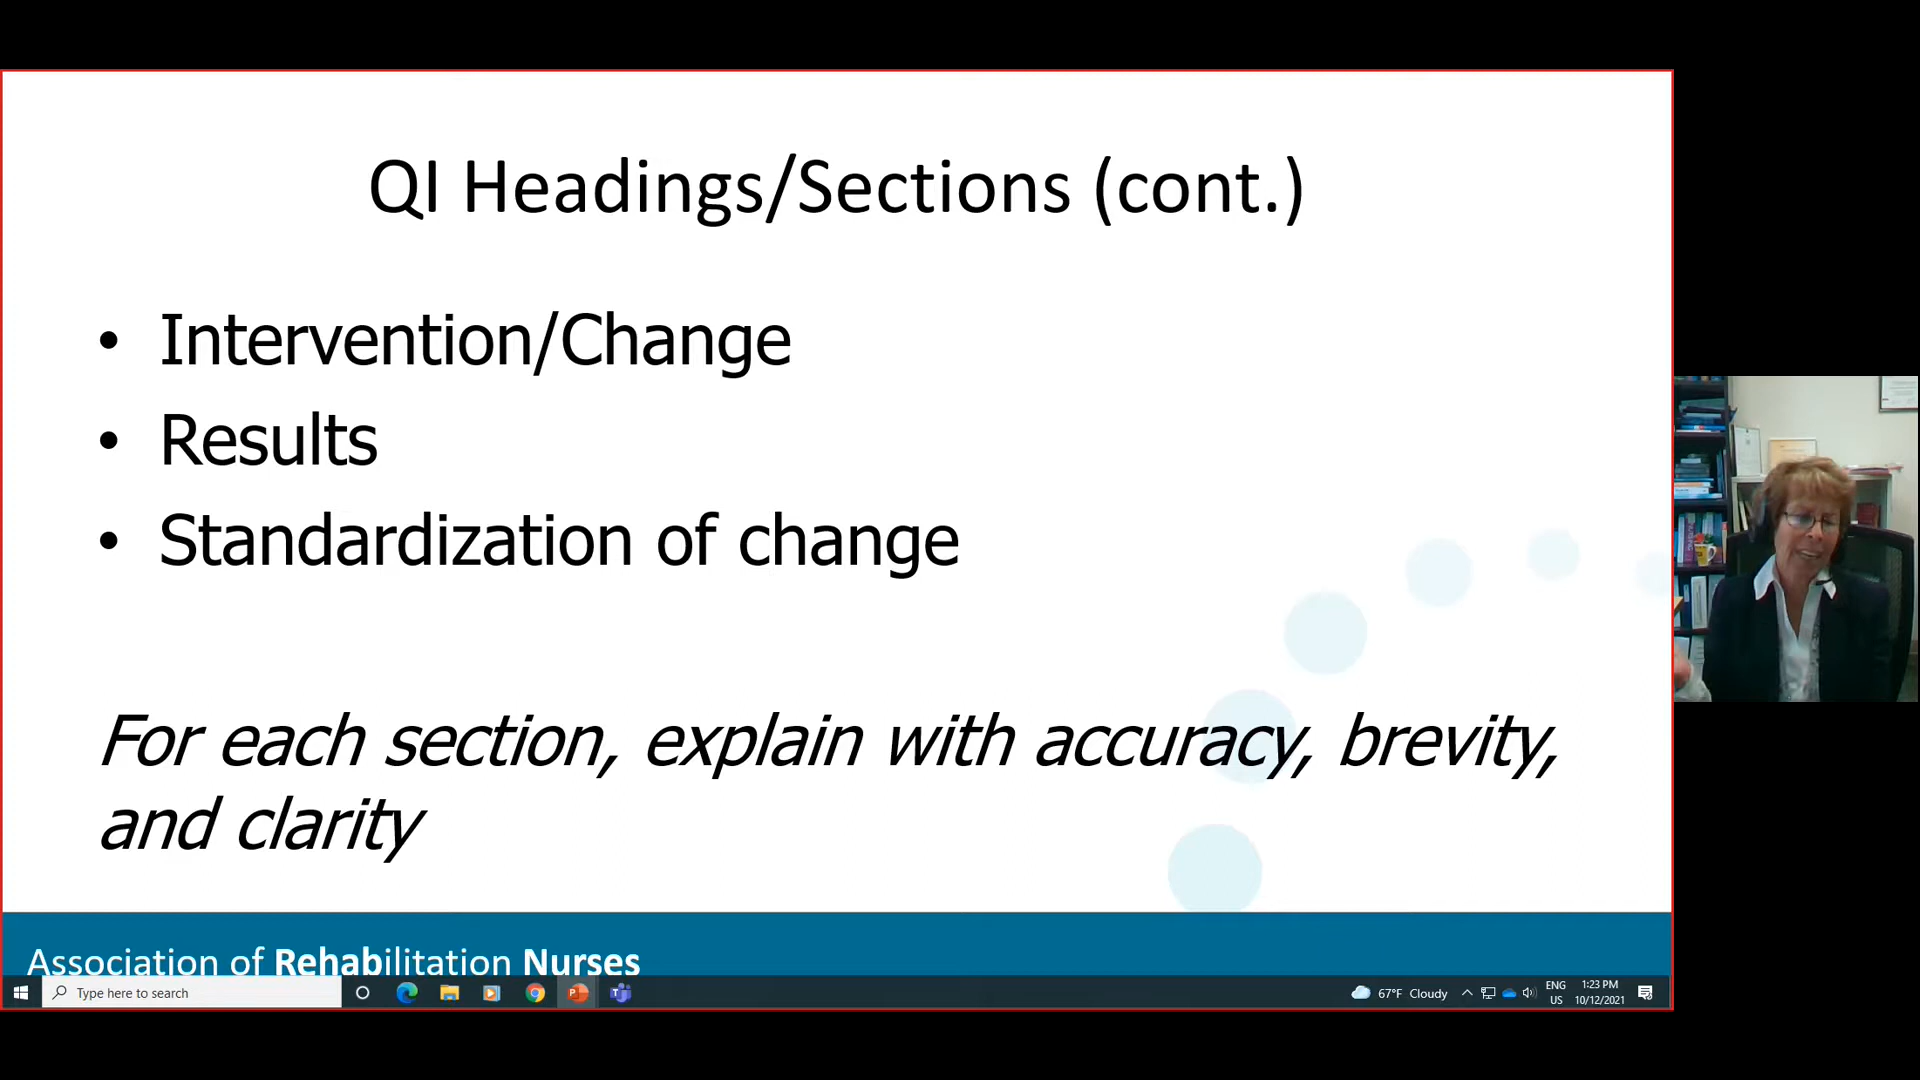 QI Headings/Sections (cont.)
• Intervention/Change
• Results
• Standardization of change
For each section, explain with accuracy, brevity,
and clarity
Association of Rehabilitation Nurses
Type here to search
67°F Cloudy
ENG
US
1:23 PM
10/12/2021